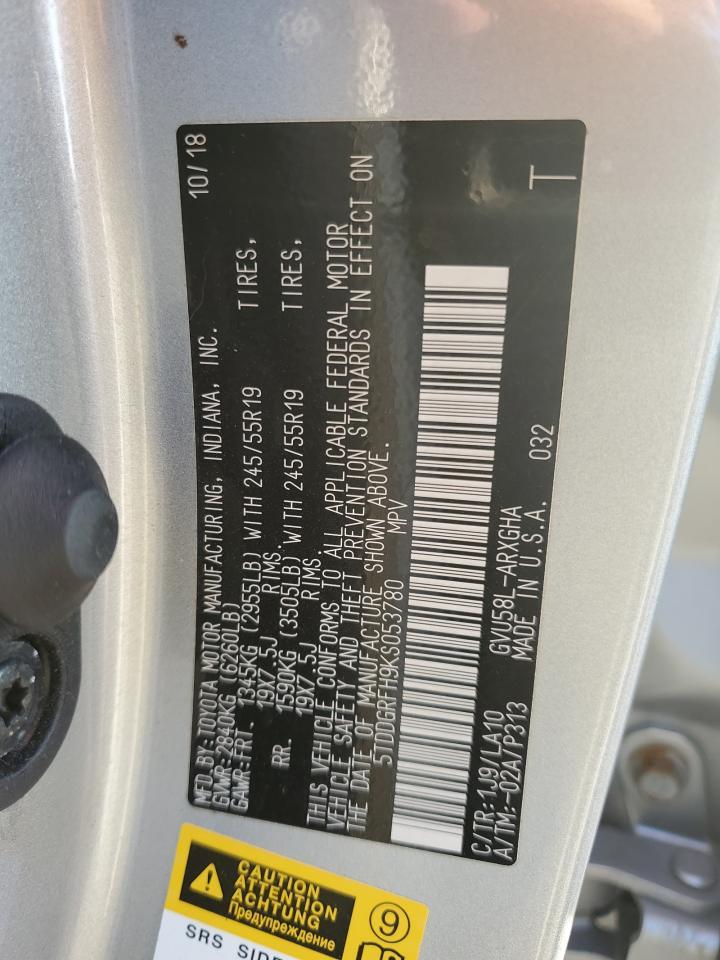 MFD.BY:TOYOTA MOTOR MANUFACTURING, INDIANA, INC. 10/18
GVWR:2840KG (6260LB)
GAWR:FRT 1345KG (2955LB) WITH 245/55R19 TIRES,
19X7.5J RIMS.
RR. 1590KG (3505LB) WITH 245/55R19 TIRES,
19X7.5J RIMS.
THIS VEHICLE CONFORMS TO ALL APPLICABLE FEDERAL MOTOR
VEHICLE SAFETY AND THEFT PREVENTION STANDARDS IN EFFECT ON
THE DATE OF MANUFACTURE SHOWN ABOVE.
5TDDGRFH9KS053780 MPV
C/TR:1J9/LA10 GVU58L-ARXGHA
A/TM:-02A/P313 MADE IN U.S.A. 032 T
CAUTION
ATTENTION
ACHTUNG
Предупреждение
9
SRS SIDE